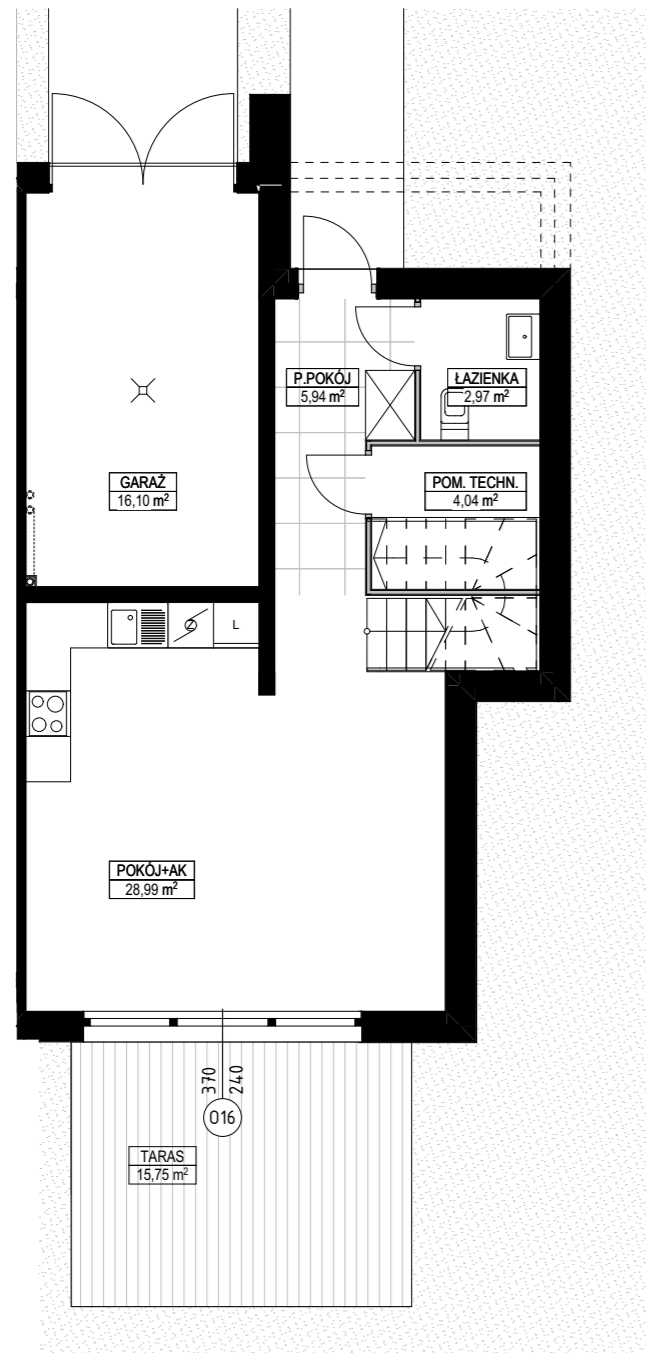 P.POKÓJ
5,94 m²
ŁAZIENKA
2,97 m²
GARAŻ
16,10 m²
POM. TECHN.
4,04 m²
Z
L
POKÓJ+AK
28,99 m²
370
240
O16
TARAS
15,75 m²